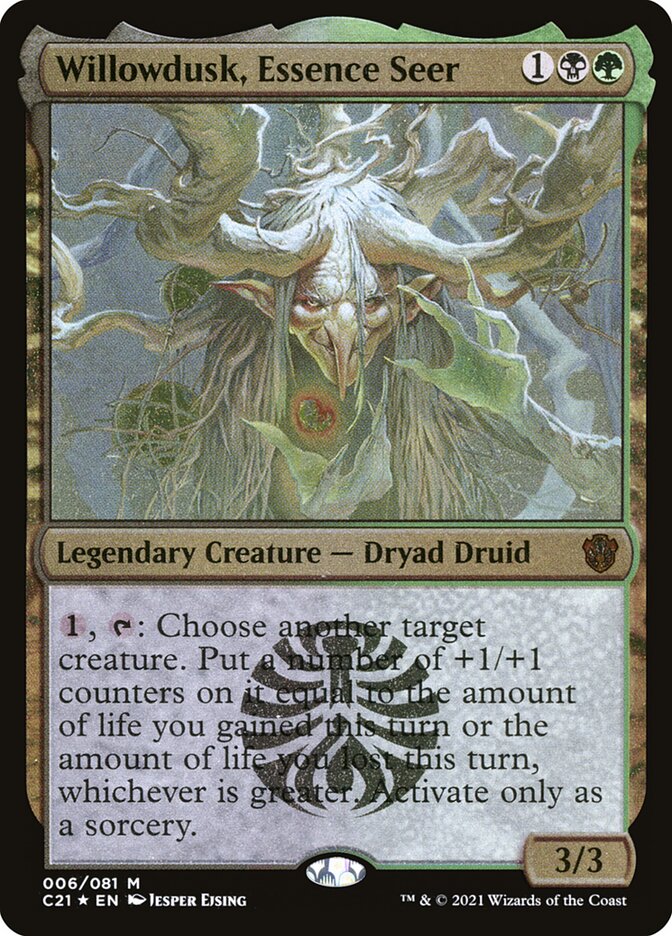 Willowdusk, Essence Seer 1
Legendary Creature — Dryad Druid
1, : Choose another target
creature. Put a number of +1/+1
counters on it equal to the amount
of life you gained this turn or the
amount of life you lost this turn,
whichever is greater. Activate only as
a sorcery.
3/3
006/081 M
C21 ★ EN Jesper Ejsing
™ & © 2021 Wizards of the Coast